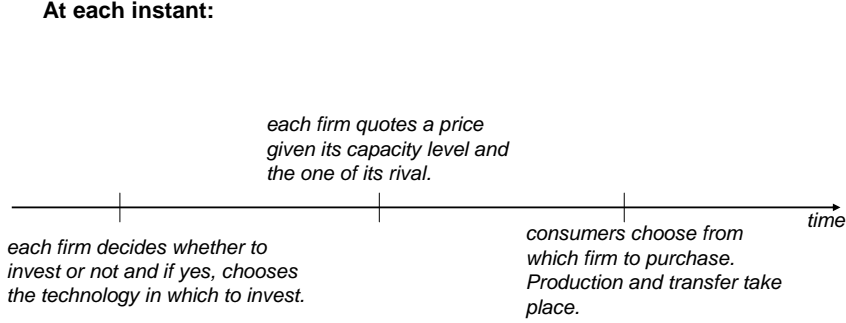 At each instant:
each firm quotes a price
given its capacity level and
the one of its rival.
time
each firm decides whether to
invest or not and if yes, chooses
the technology in which to invest.
consumers choose from
which firm to purchase.
Production and transfer take
place.